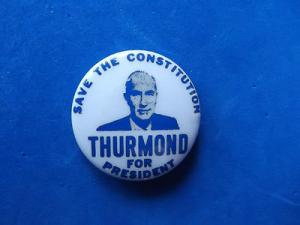 SAVE THE CONSTITUTION
THURMOND
FOR
PRESIDENT